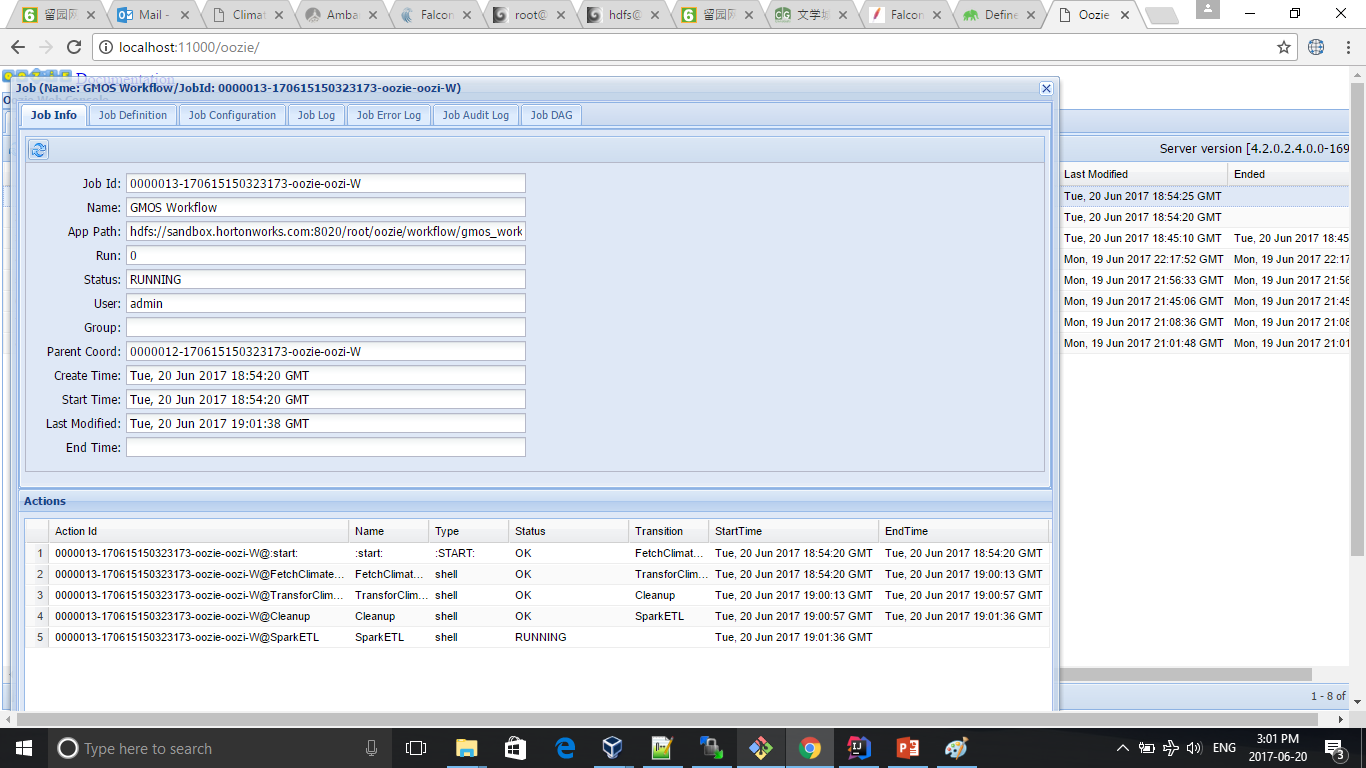 留园网 Mail - Climat Amba Falcon root@ hdfs@ 留园网 文学城 Falcon Define Oozie
localhost:11000/oozie/
Documentation
Job (Name: GMOS Workflow/JobId: 0000013-170615150323173-oozie-oozi-W)
Job Info Job Definition Job Configuration Job Log Job Error Log Job Audit Log Job DAG
Server version [4.2.0.2.4.0.0-169
Job Id: 0000013-170615150323173-oozie-oozi-W
Name: GMOS Workflow
App Path: hdfs://sandbox.hortonworks.com:8020/root/oozie/workflow/gmos_work
Run: 0
Status: RUNNING
User: admin
Group:
Parent Coord: 0000012-170615150323173-oozie-oozi-W
Create Time: Tue, 20 Jun 2017 18:54:20 GMT
Start Time: Tue, 20 Jun 2017 18:54:20 GMT
Last Modified: Tue, 20 Jun 2017 19:01:38 GMT
End Time:
Last Modified Ended
Tue, 20 Jun 2017 18:54:25 GMT
Tue, 20 Jun 2017 18:54:20 GMT
Tue, 20 Jun 2017 18:45:10 GMT Tue, 20 Jun 2017 18:45
Mon, 19 Jun 2017 22:17:52 GMT Mon, 19 Jun 2017 22:17
Mon, 19 Jun 2017 21:56:33 GMT Mon, 19 Jun 2017 21:56
Mon, 19 Jun 2017 21:45:06 GMT Mon, 19 Jun 2017 21:45
Mon, 19 Jun 2017 21:08:36 GMT Mon, 19 Jun 2017 21:08
Mon, 19 Jun 2017 21:01:48 GMT Mon, 19 Jun 2017 21:01
Actions
Action Id Name Type Status Transition StartTime EndTime
1 0000013-170615150323173-oozie-oozi-W@:start: :start: :START: OK FetchClimat... Tue, 20 Jun 2017 18:54:20 GMT Tue, 20 Jun 2017 18:54:20 GMT
2 0000013-170615150323173-oozie-oozi-W@FetchClimate... FetchClimat... shell OK TransforClim... Tue, 20 Jun 2017 18:54:20 GMT Tue, 20 Jun 2017 19:00:13 GMT
3 0000013-170615150323173-oozie-oozi-W@TransforClim... TransforClim... shell OK Cleanup Tue, 20 Jun 2017 19:00:13 GMT Tue, 20 Jun 2017 19:00:57 GMT
4 0000013-170615150323173-oozie-oozi-W@Cleanup Cleanup shell OK SparkETL Tue, 20 Jun 2017 19:00:57 GMT Tue, 20 Jun 2017 19:01:36 GMT
5 0000013-170615150323173-oozie-oozi-W@SparkETL SparkETL shell RUNNING Tue, 20 Jun 2017 19:01:36 GMT
1 - 8 of
Type here to search
ENG
3:01 PM
2017-06-20
3